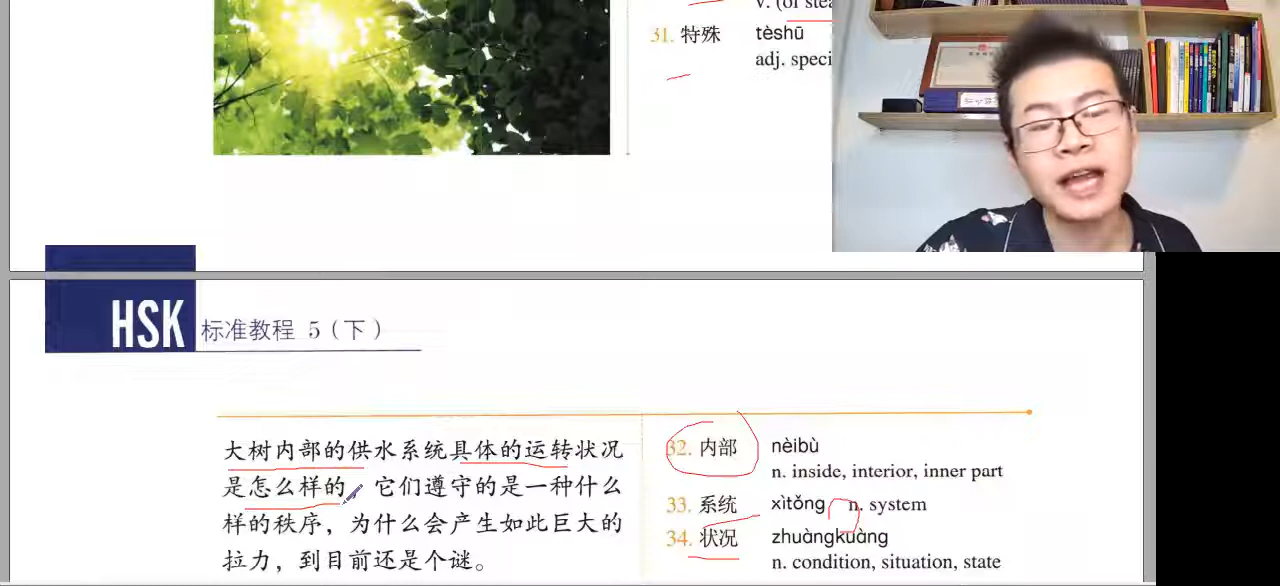 v. (of stea
31. 特殊 tèshū
adj. speci
HSK 标准教程 5（下）
大树内部的供水系统具体的运转状况
是怎么样的，它们遵守的是一种什么
样的秩序，为什么会产生如此巨大的
拉力，到目前还是个谜。
32. 内部 nèibù
n. inside, interior, inner part
33. 系统 xìtǒng n. system
34. 状况 zhuàngkuàng
n. condition, situation, state